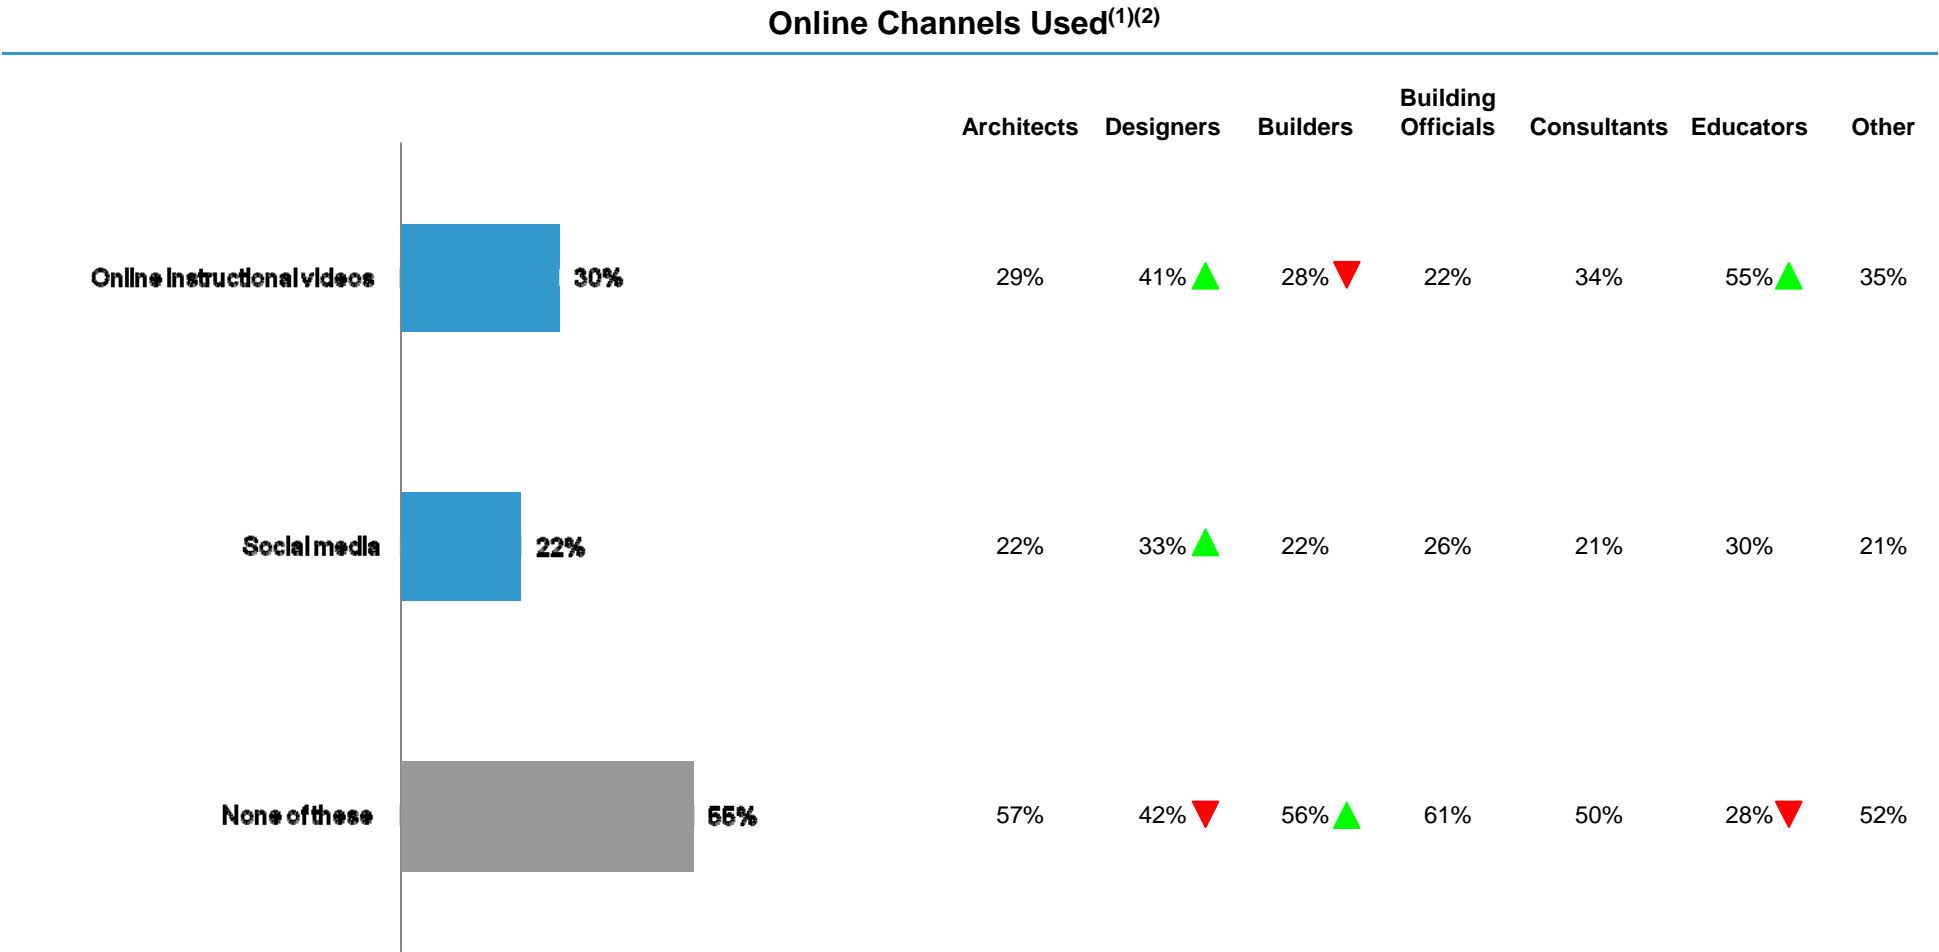 Online Channels Used(1)(2)
Architects Designers Builders Building Officials Consultants Educators Other
Online instructional videos 30% 29% 41% 28% 22% 34% 55% 35%
Social media 22% 22% 33% 22% 26% 21% 30% 21%
None of these 55% 57% 42% 56% 61% 50% 28% 52%